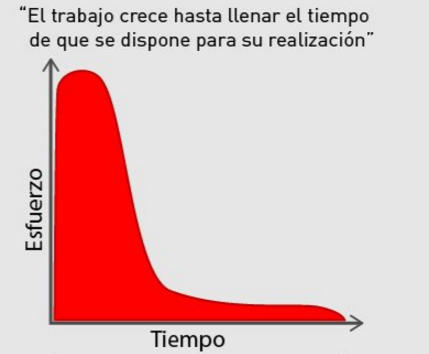 “El trabajo crece hasta llenar el tiempo
de que se dispone para su realización”
Esfuerzo
Tiempo